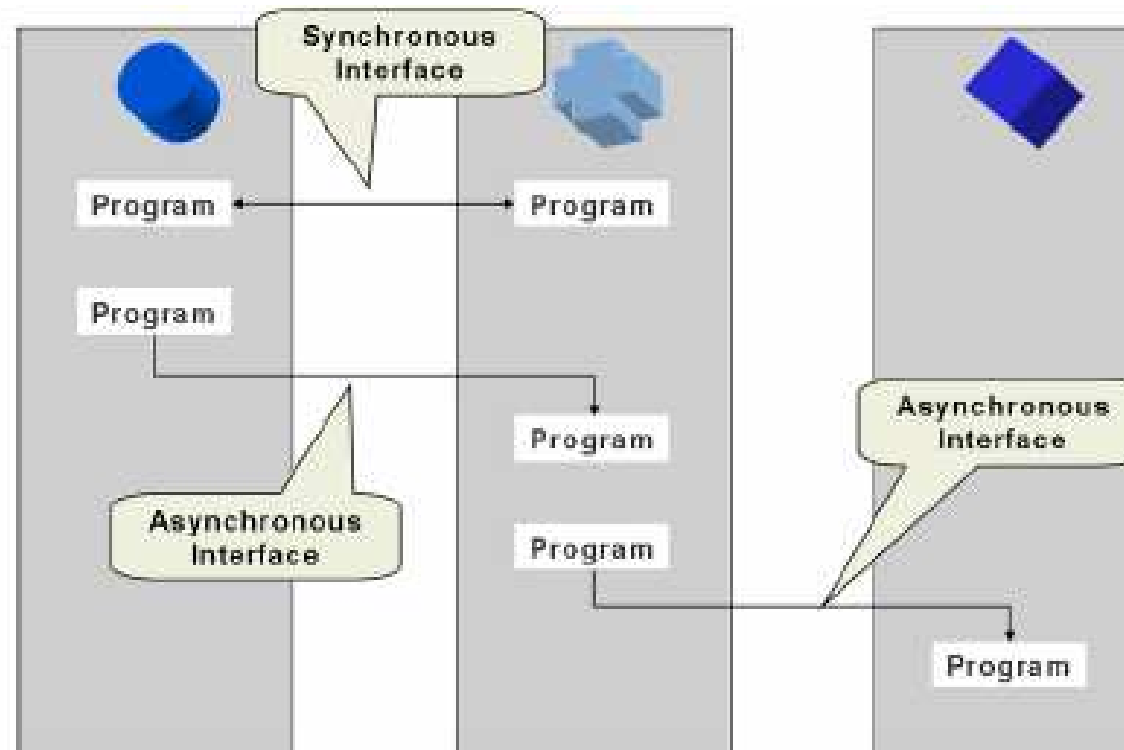 Synchronous
Interface
Program
Program
Program
Program
Asynchronous
Interface
Asynchronous
Interface
Program
Program